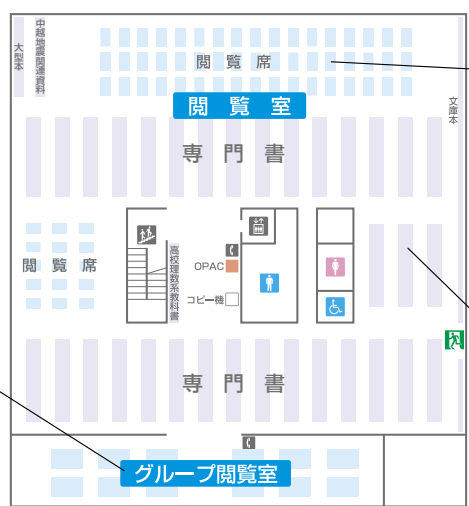 大型本
中越地震関連資料
閲覧席
閲覧室
文庫本
専門書
閲覧席
高校理数系教科書
OPAC
コピー機
専門書
グループ閲覧室